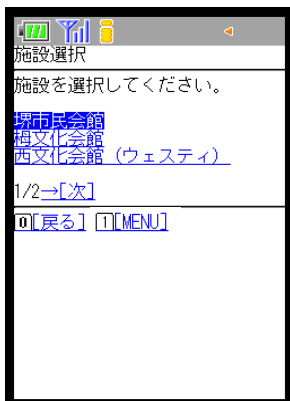 施設選択
施設を選択してください。
堺市民会館
栂文化会館
西文化会館（ウェスティ）
1/2→[次]
0[戻る] 1[MENU]